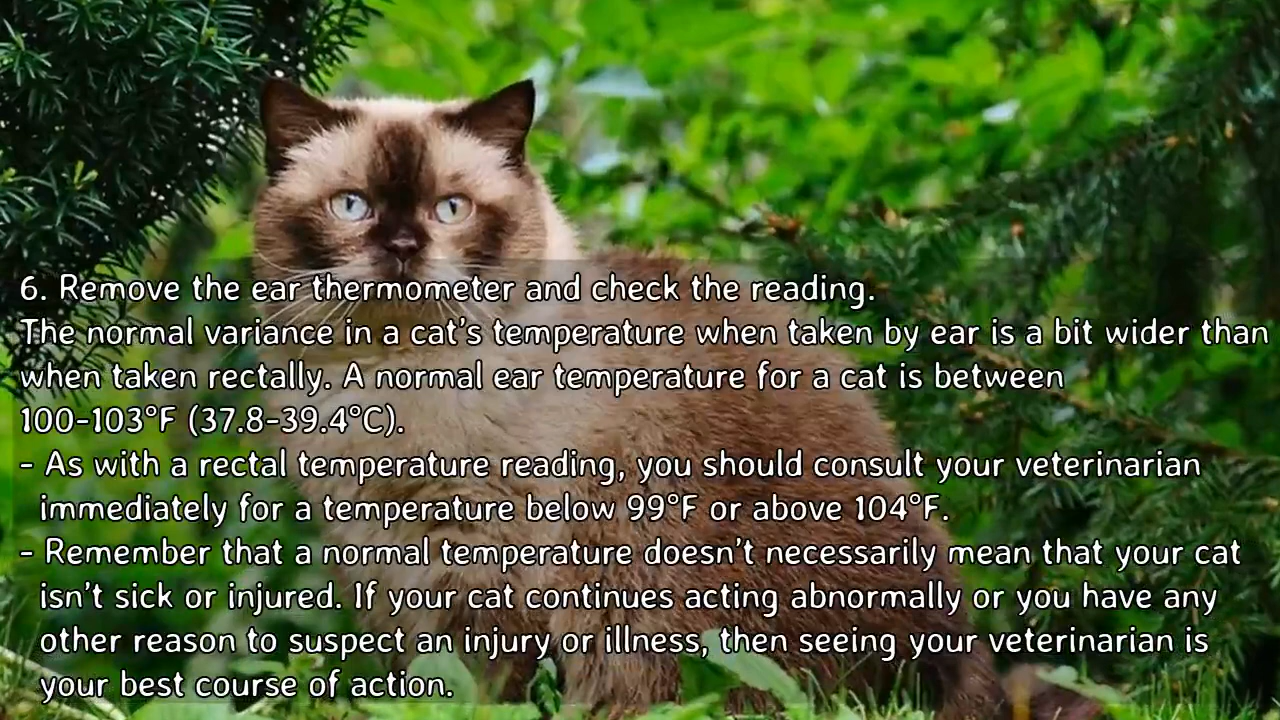 6. Remove the ear thermometer and check the reading.
The normal variance in a cat's temperature when taken by ear is a bit wider than
when taken rectally. A normal ear temperature for a cat is between
100-103°F (37.8-39.4°C).
- As with a rectal temperature reading, you should consult your veterinarian
immediately for a temperature below 99°F or above 104°F.
- Remember that a normal temperature doesn't necessarily mean that your cat
isn't sick or injured. If your cat continues acting abnormally or you have any
other reason to suspect an injury or illness, then seeing your veterinarian is
your best course of action.